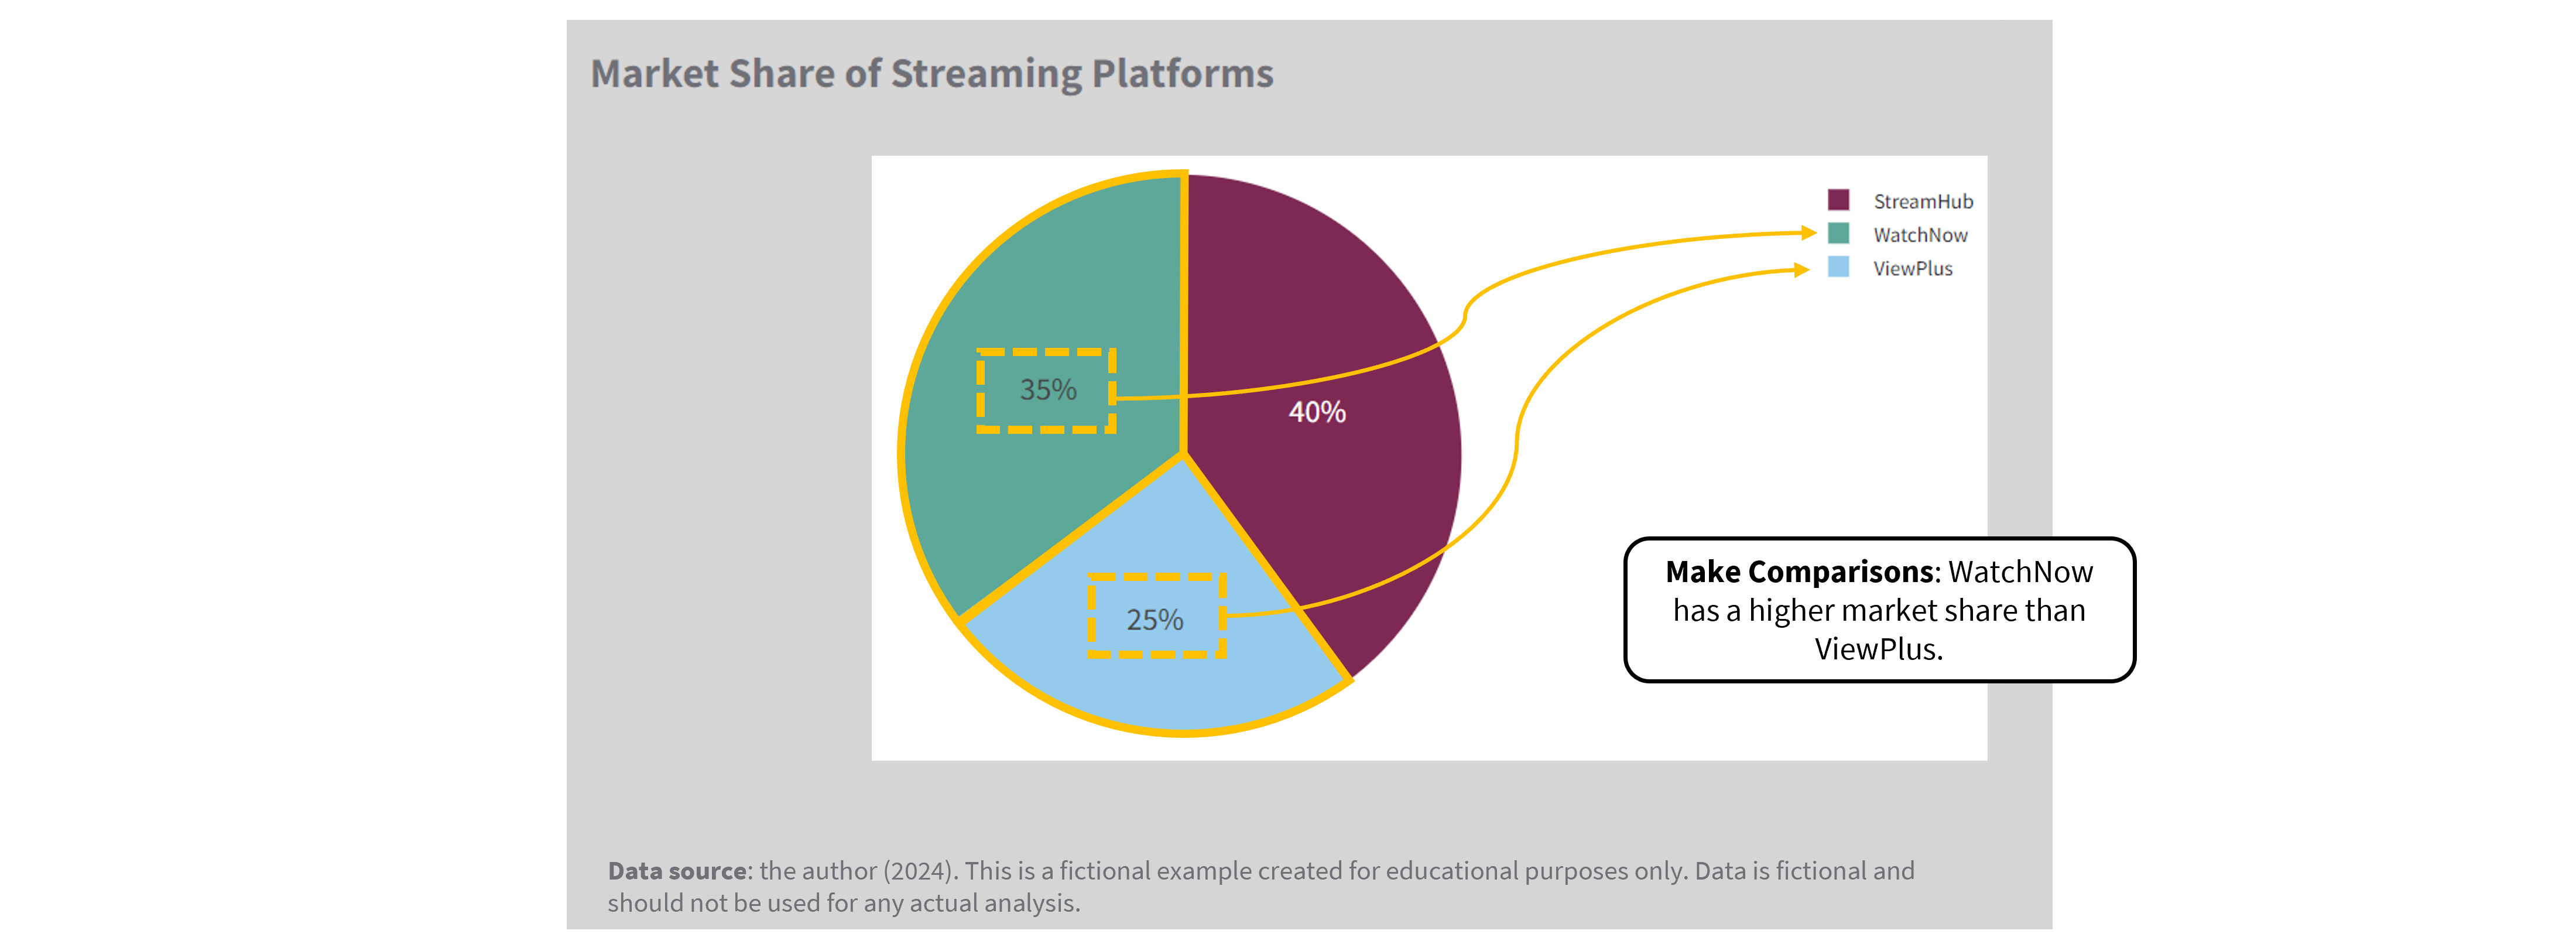 Market Share of Streaming Platforms
StreamHub
WatchNow
ViewPlus
35%
40%
25%
Make Comparisons: WatchNow
has a higher market share than
ViewPlus.
Data source: the author (2024). This is a fictional example created for educational purposes only. Data is fictional and
should not be used for any actual analysis.